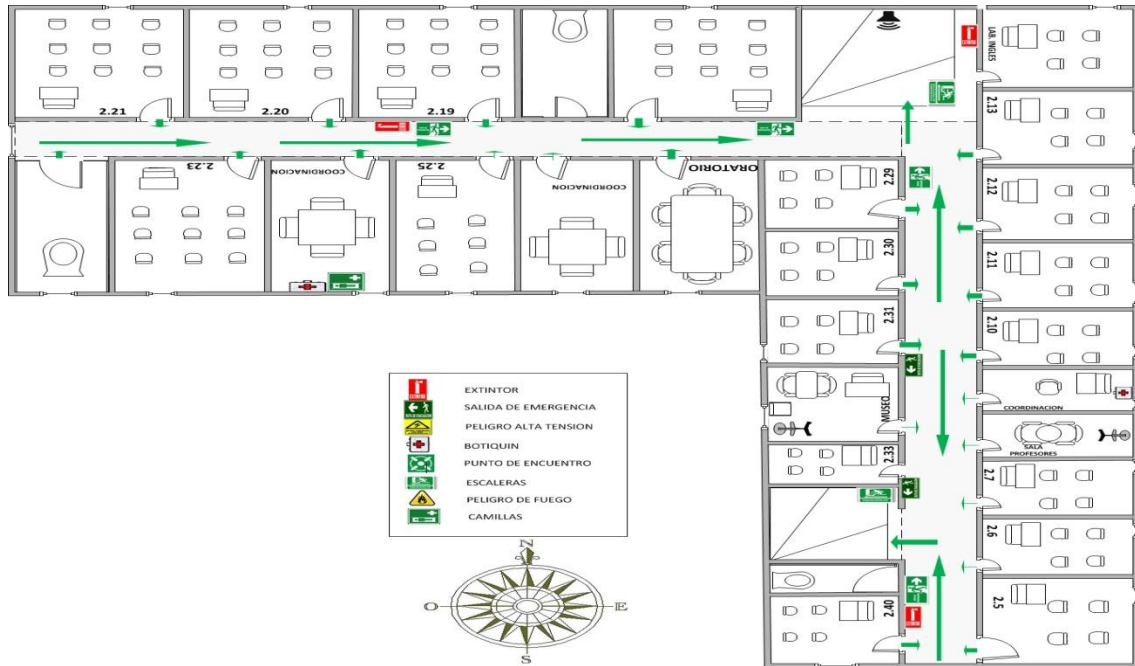 2.21
2.20
2.19
EXTINTOR
LAB. INGLES
2.13
2.23
COORDINACION
2.25
COORDINACION
ORATORIO
2.29
2.12
2.30
2.11
2.31
2.10
MUSEO
COORDINACION
SALA
PROFESORES
2.33
2.7
2.6
2.5
2.40
EXTINTOR
SALIDA DE EMERGENCIA
PELIGRO ALTA TENSION
BOTIQUIN
PUNTO DE ENCUENTRO
ESCALERAS
PELIGRO DE FUEGO
CAMILLAS
N
O
E
S